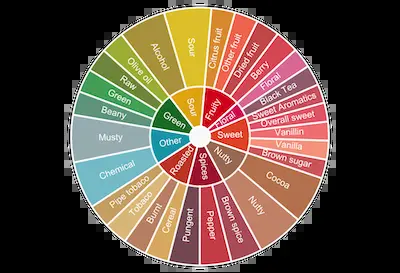 Sour
Citrus fruit
Other fruit
Dried fruit
Berry
Floral
Black Tea
Sweet Aromatics
Overall sweet
Vanillin
Vanilla
Brown sugar
Cocoa
Nutty
Brown spice
Pepper
Pungent
Cereal
Burnt
Tobaco
Pipe tobaco
Chemical
Musty
Beany
Green
Raw
Olive oil
Alcohol
Sour
Fruity
Floral
Sweet
Nutty
Spices
Roasted
Other
Green